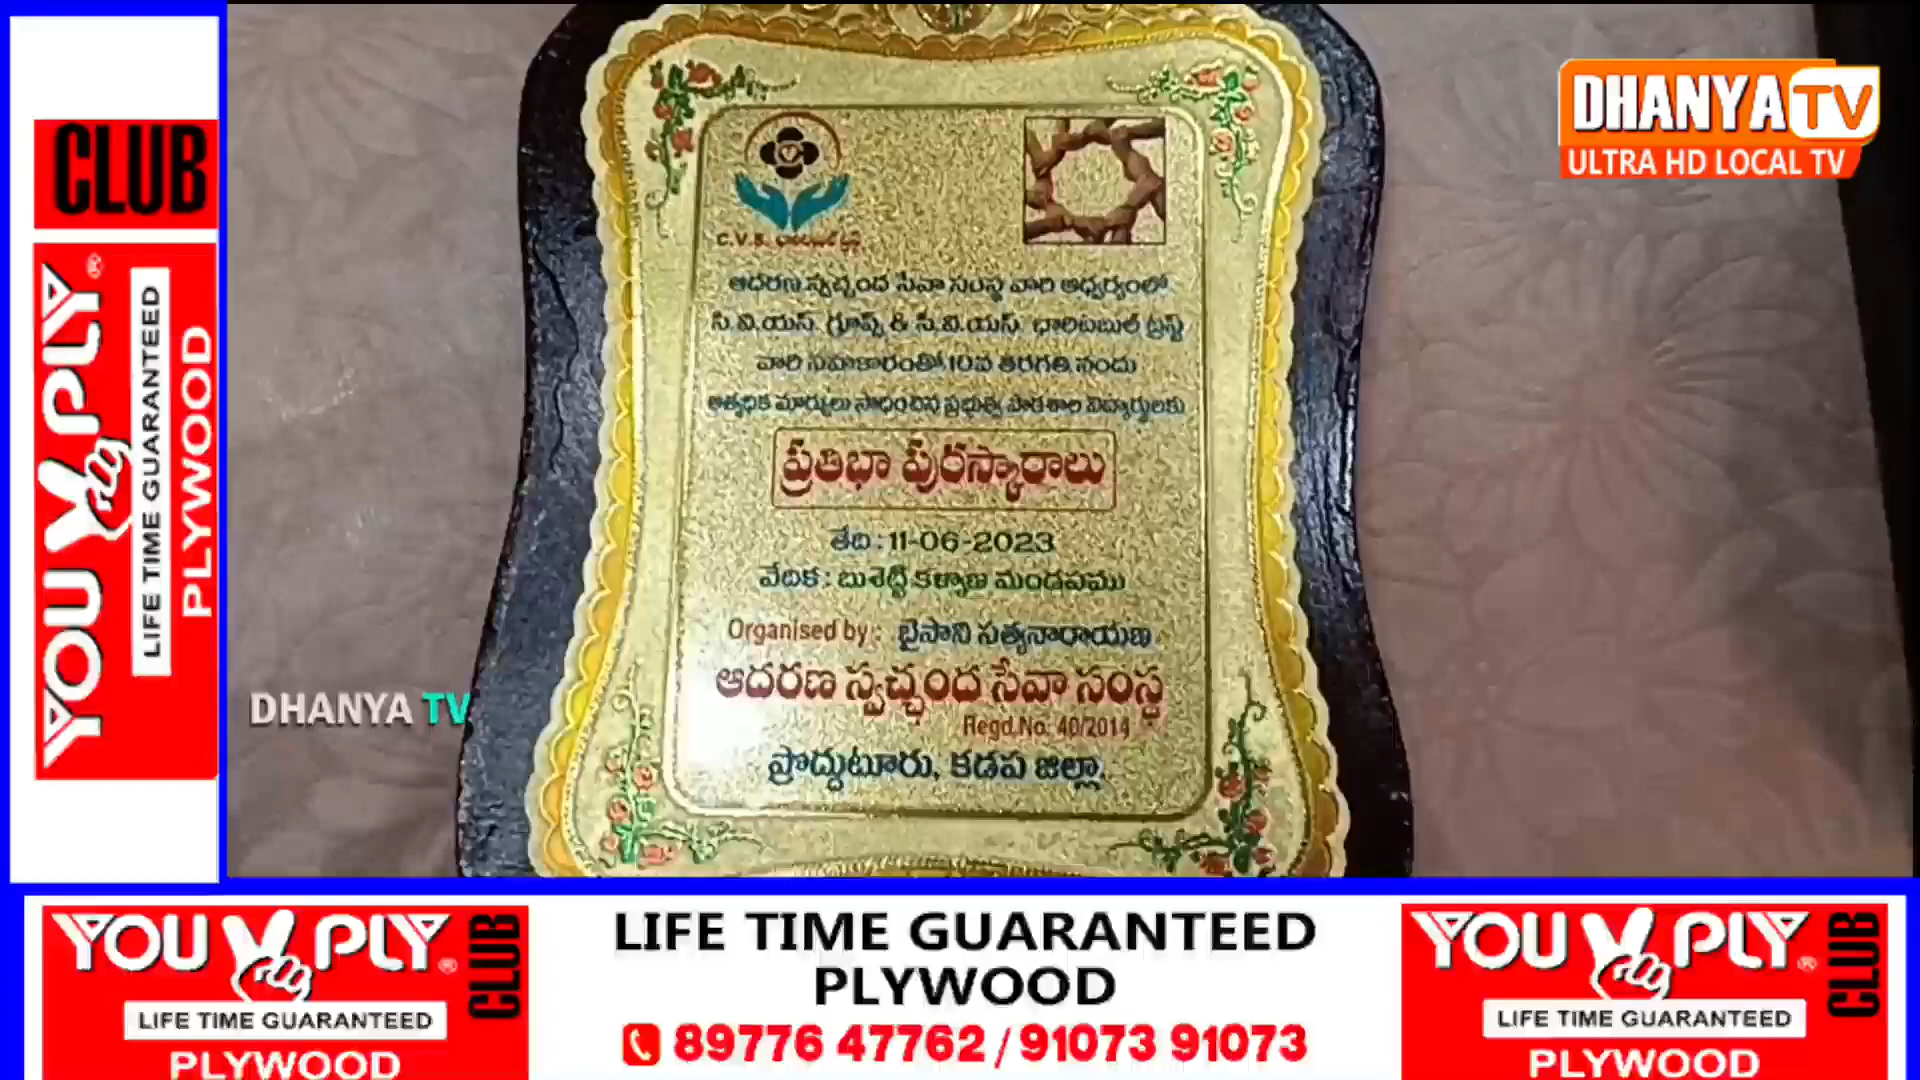 DHANYA TV
ULTRA HD LOCAL TV
CLUB
YOU PLY®
LIFE TIME GUARANTEED
PLYWOOD
C.V.S. చారిటబుల్ ట్రస్ట్
ఆదరణ స్వచ్ఛంద సేవా సంస్థ వారి ఆధ్వర్యంలో
సి.వి.యస్. గ్రూప్స్ & సి.వి.యస్. చారిటబుల్ ట్రస్ట్
వారి సహకారంతో 10వ తరగతి నందు
అత్యధిక మార్కులు సాధించిన ప్రభుత్వ పాఠశాల విద్యార్థులకు
ప్రతిభా పురస్కారాలు
తేది : 11-06-2023
వేదిక : బుశెట్టి కళ్యాణ మండపము
Organised by : బైసాని సత్యనారాయణ
ఆదరణ స్వచ్ఛంద సేవా సంస్థ
Regd.No. 40/2014
ప్రొద్దుటూరు, కడప జిల్లా.
DHANYA TV
YOU PLY® CLUB
LIFE TIME GUARANTEED
PLYWOOD
LIFE TIME GUARANTEED
PLYWOOD
89776 47762 / 91073 91073
YOU PLY® CLUB
LIFE TIME GUARANTEED
PLYWOOD